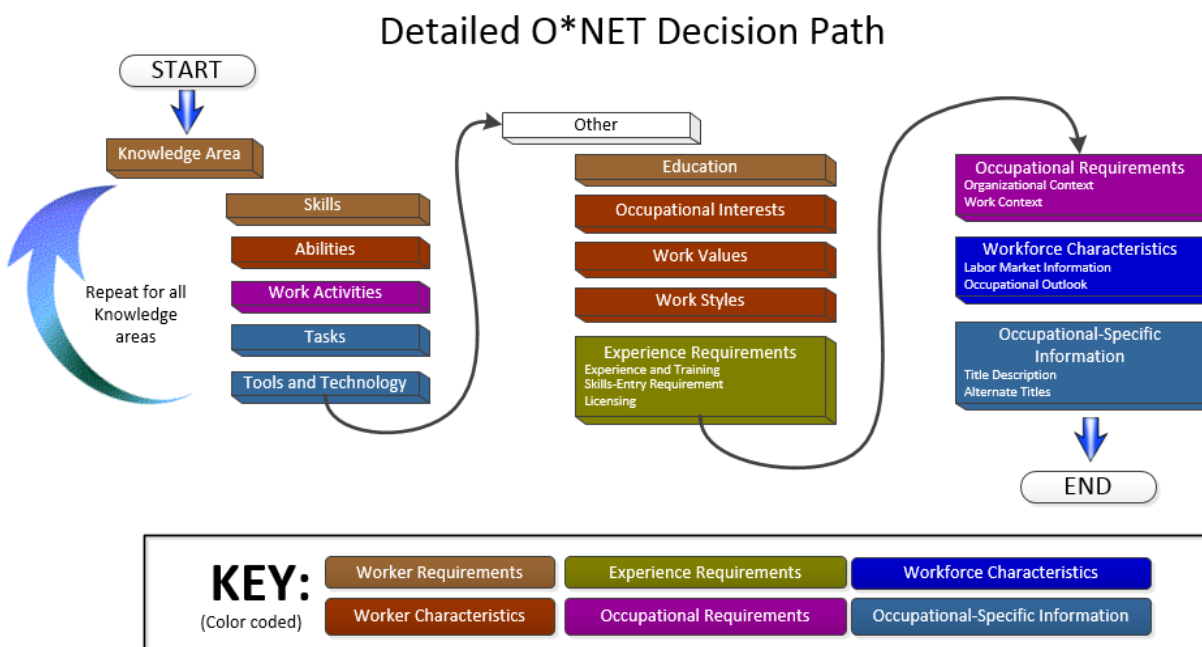 Detailed O*NET Decision Path
START
Knowledge Area
Skills
Abilities
Work Activities
Tasks
Tools and Technology
Repeat for all
Knowledge
areas
Other
Education
Occupational Interests
Work Values
Work Styles
Experience Requirements
Experience and Training
Skills-Entry Requirement
Licensing
Occupational Requirements
Organizational Context
Work Context
Workforce Characteristics
Labor Market Information
Occupational Outlook
Occupational-Specific
Information
Title Description
Alternate Titles
END
KEY:
(Color coded)
Worker Requirements
Experience Requirements
Workforce Characteristics
Worker Characteristics
Occupational Requirements
Occupational-Specific Information